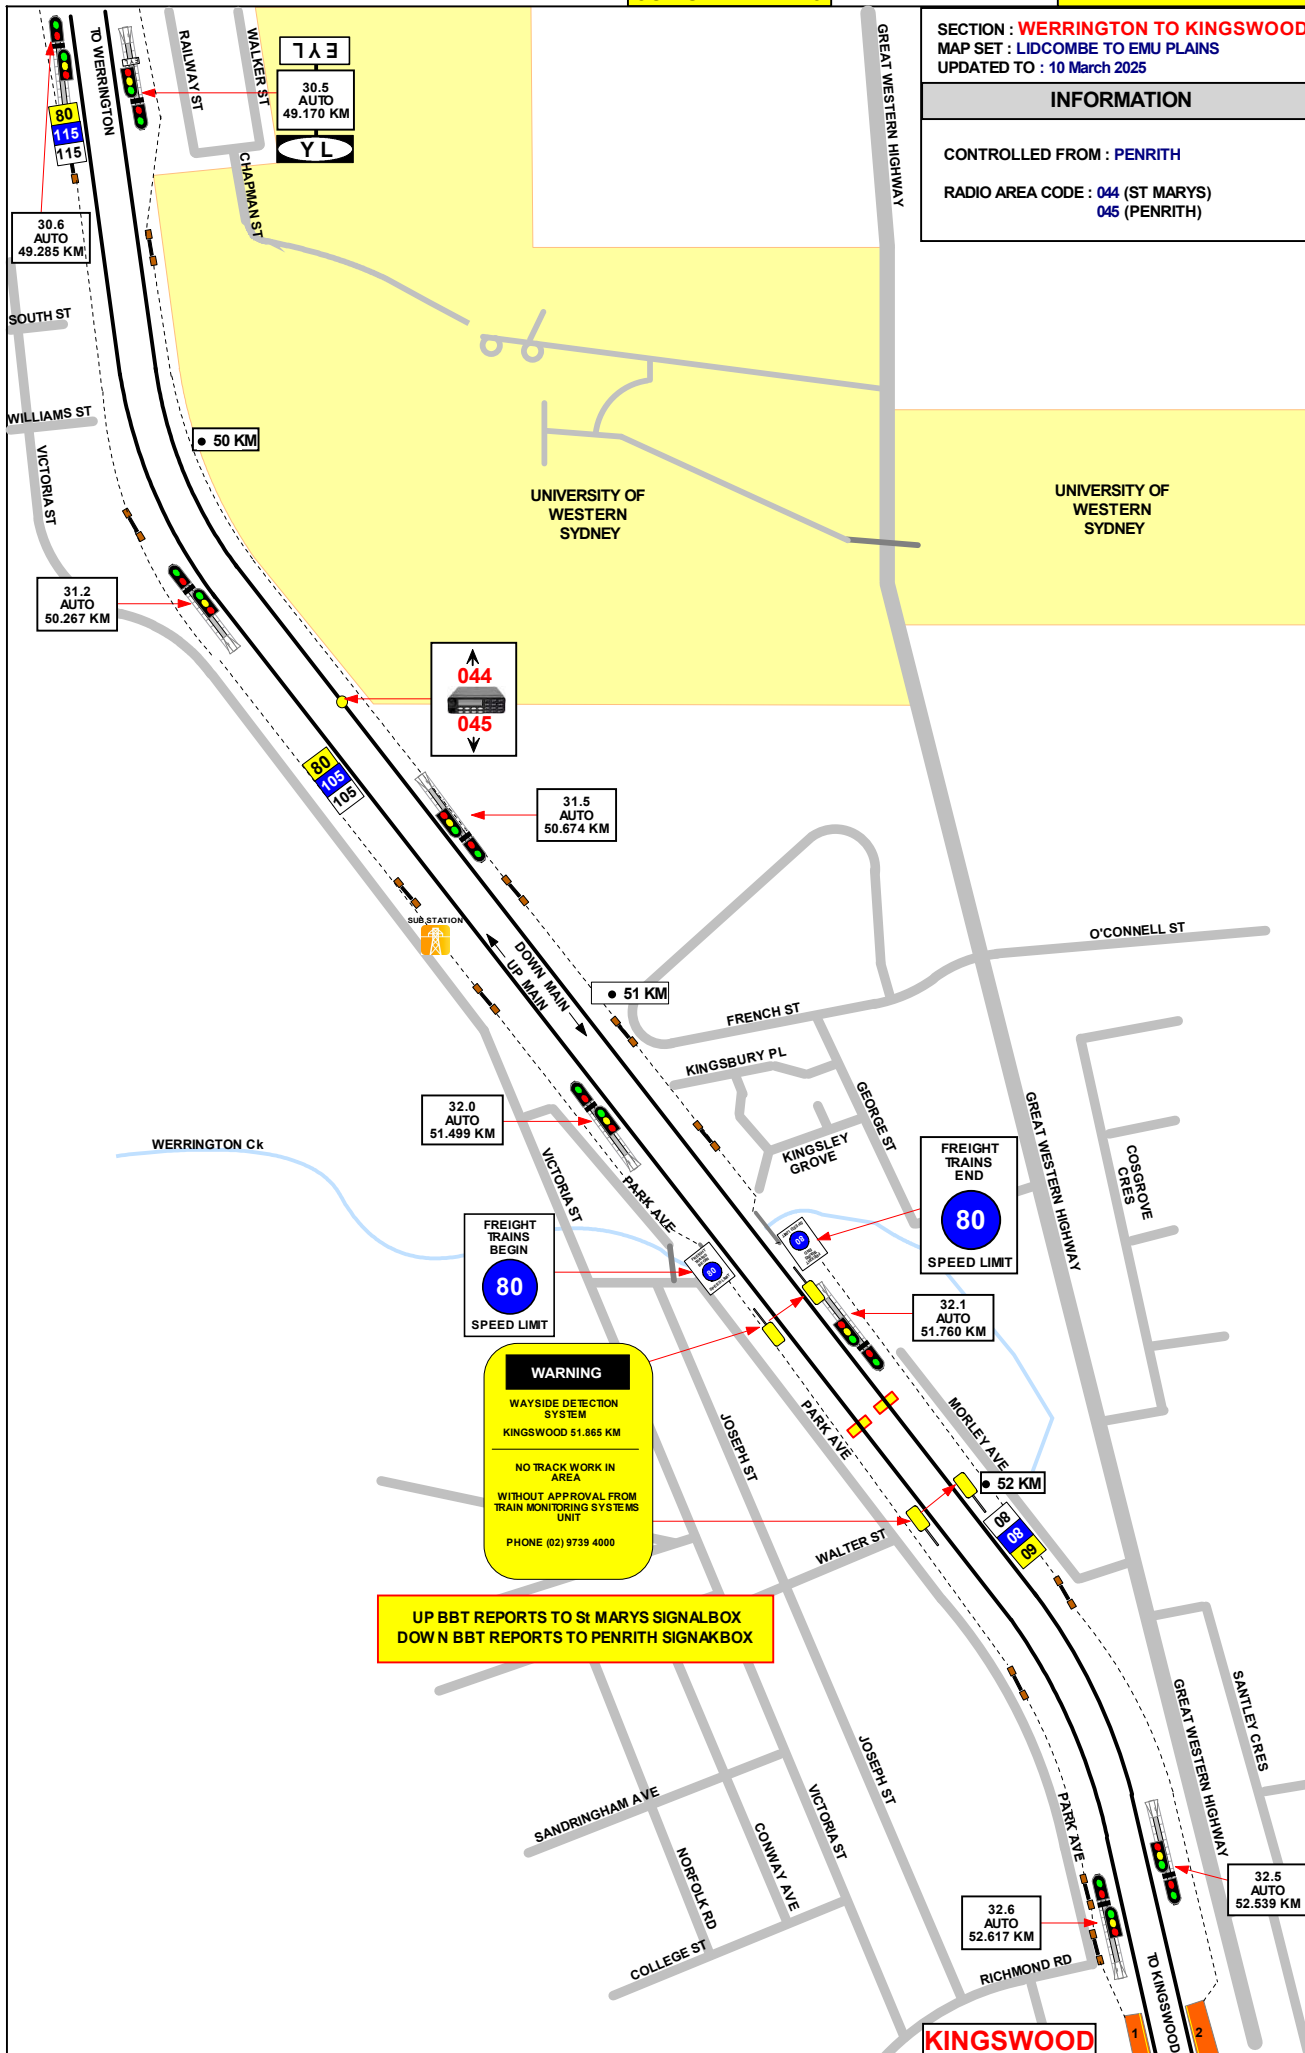 SECTION : WERRINGTON TO KINGSWOOD
MAP SET : LIDCOMBE TO EMU PLAINS
UPDATED TO : 10 March 2025
INFORMATION
CONTROLLED FROM : PENRITH
RADIO AREA CODE : 044 (ST MARYS)
045 (PENRITH)
TO WERRINGTON
RAILWAY ST
WALKER ST
CHAPMAN ST
GREAT WESTERN HIGHWAY
EYL
30.5
AUTO
49.170 KM
YL
80
115
115
30.6
AUTO
49.285 KM
SOUTH ST
WILLIAMS ST
VICTORIA ST
50 KM
UNIVERSITY OF
WESTERN
SYDNEY
UNIVERSITY OF
WESTERN
SYDNEY
31.2
AUTO
50.267 KM
044
045
80
105
105
31.5
AUTO
50.674 KM
SUB STATION
DOWN MAIN
UP MAIN
51 KM
O'CONNELL ST
FRENCH ST
KINGSBURY PL
GEORGE ST
KINGSLEY
GROVE
GREAT WESTERN HIGHWAY
COSGROVE
CRES
32.0
AUTO
51.499 KM
WERRINGTON Ck
VICTORIA ST
PARK AVE
FREIGHT
TRAINS
END
80
SPEED LIMIT
FREIGHT
TRAINS
BEGIN
80
SPEED LIMIT
80
80
32.1
AUTO
51.760 KM
WARNING
WAYSIDE DETECTION
SYSTEM
KINGSWOOD 51.865 KM
NO TRACK WORK IN
AREA
WITHOUT APPROVAL FROM
TRAIN MONITORING SYSTEMS
UNIT
PHONE (02) 9739 4000
JOSEPH ST
PARK AVE
MORLEY AVE
52 KM
80
80
60
WALTER ST
UP BBT REPORTS TO St MARYS SIGNALBOX
DOWN BBT REPORTS TO PENRITH SIGNAKBOX
GREAT WESTERN HIGHWAY
SANTLEY CRES
JOSEPH ST
VICTORIA ST
SANDRINGHAM AVE
CONWAY AVE
NORFOLK RD
COLLEGE ST
PARK AVE
32.5
AUTO
52.539 KM
32.6
AUTO
52.617 KM
RICHMOND RD
TO KINGSWOOD
1
2
KINGSWOOD